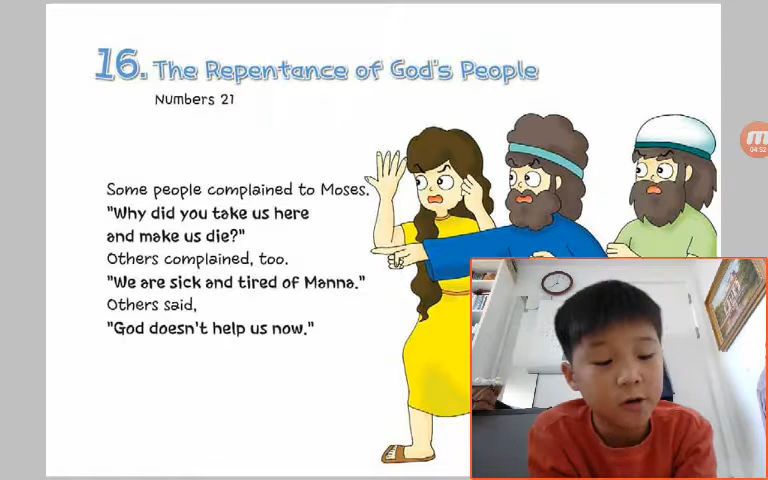 16. The Repentance of God's People
Numbers 21
Some people complained to Moses.
"Why did you take us here
and make us die?"
Others complained, too.
"We are sick and tired of Manna."
Others said,
"God doesn't help us now."
04:52